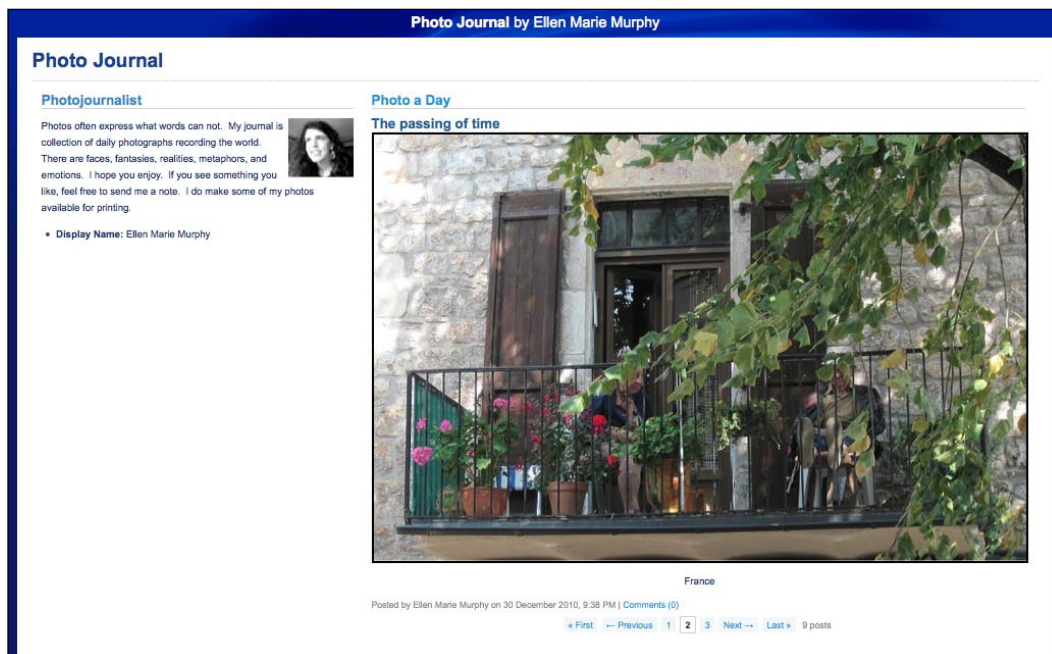 Photo Journal by Ellen Marie Murphy
Photo Journal
Photojournalist
Photos often express what words can not. My journal is
collection of daily photographs recording the world.
There are faces, fantasies, realities, metaphors, and
emotions. I hope you enjoy. If you see something you
like, feel free to send me a note. I do make some of my photos
available for printing.
• Display Name: Ellen Marie Murphy
Photo a Day
The passing of time
France
Posted by Ellen Marie Murphy on 30 December 2010, 9:38 PM | Comments (0)
« First ← Previous 1 2 3 Next → Last » 9 posts